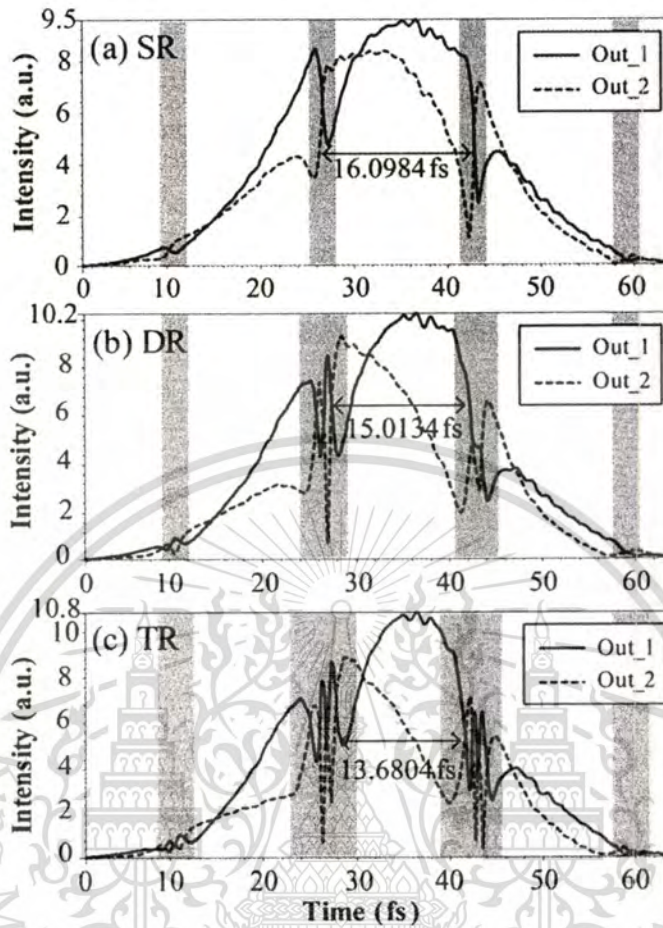 9.5
(a) SR
Out_1
Out_2
8
6
4
2
0
Intensity (a.u.)
16.0984 fs
0 10 20 30 40 50 60
10.2
(b) DR
Out_1
Out_2
8
6
4
2
0
Intensity (a.u.)
15.0134 fs
0 10 20 30 40 50 60
10.8
10
(c) TR
Out_1
Out_2
8
6
4
2
0
Intensity (a.u.)
13.6804 fs
0 10 20 30 40 50 60
Time (fs)